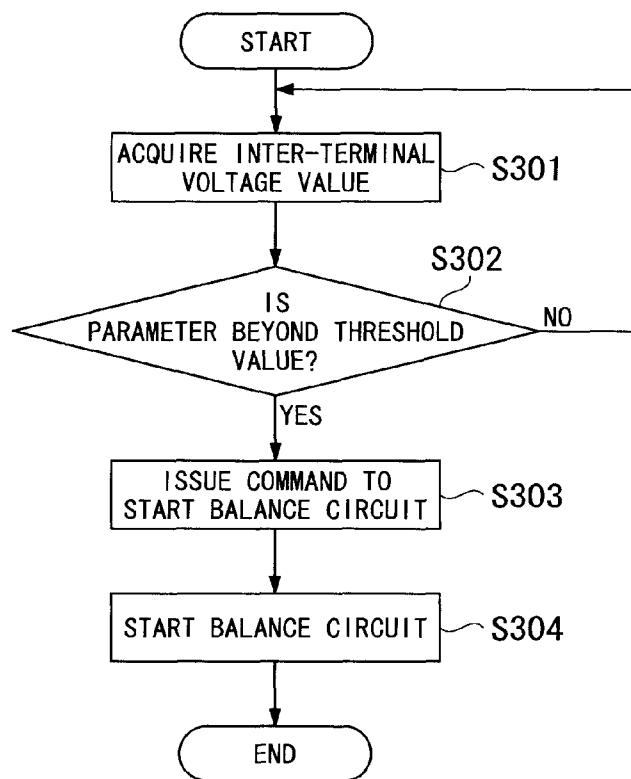 START
ACQUIRE INTER-TERMINAL
VOLTAGE VALUE
S301
S302
IS
PARAMETER BEYOND THRESHOLD
VALUE?
NO
YES
ISSUE COMMAND TO
START BALANCE CIRCUIT
S303
START BALANCE CIRCUIT
S304
END